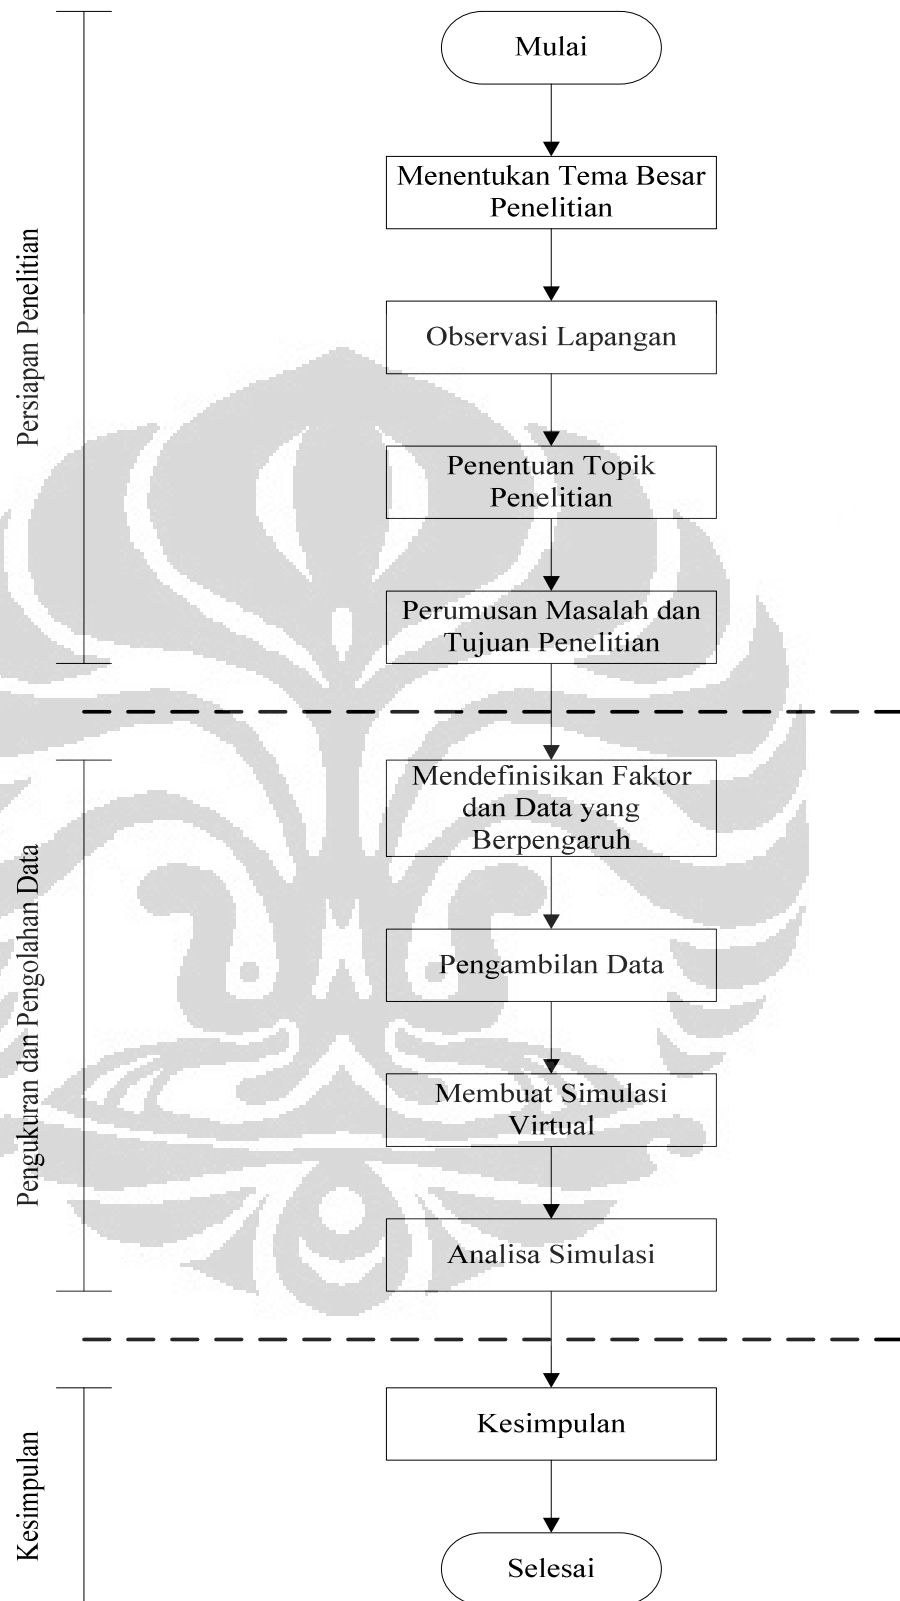 Persiapan Penelitian
Mulai
Menentukan Tema Besar
Penelitian
Observasi Lapangan
Penentuan Topik
Penelitian
Perumusan Masalah dan
Tujuan Penelitian
Pengukuran dan Pengolahan Data
Mendefinisikan Faktor
dan Data yang
Berpengaruh
Pengambilan Data
Membuat Simulasi
Virtual
Analisa Simulasi
Kesimpulan
Kesimpulan
Selesai